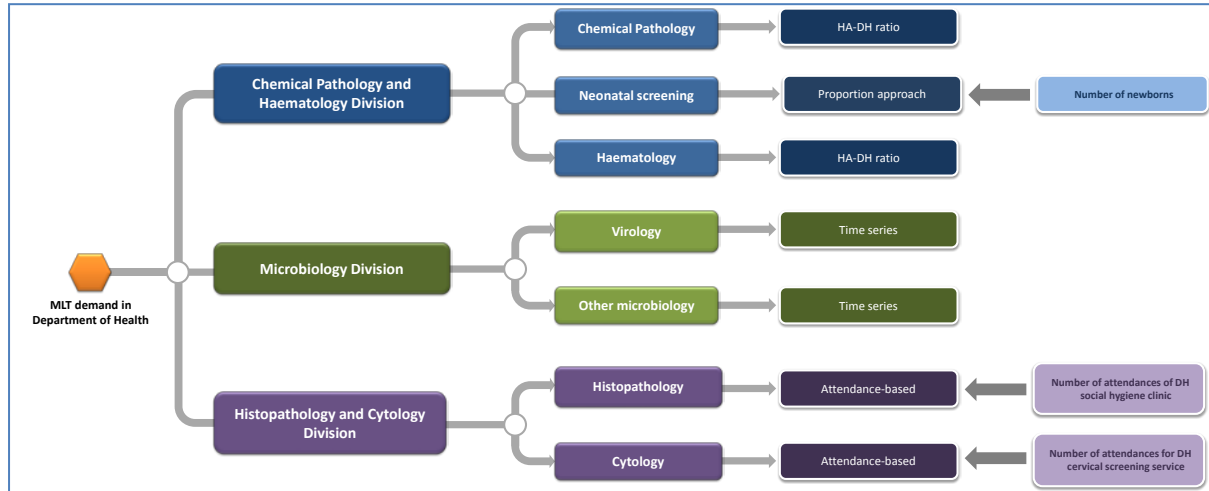 Chemical Pathology
HA-DH ratio
Chemical Pathology and
Haematology Division
Neonatal screening
Proportion approach
Number of newborns
Haematology
HA-DH ratio
Virology
Time series
Microbiology Division
MLT demand in
Department of Health
Other microbiology
Time series
Histopathology
Attendance-based
Number of attendances of DH
social hygiene clinic
Histopathology and Cytology
Division
Cytology
Attendance-based
Number of attendances for DH
cervical screening service